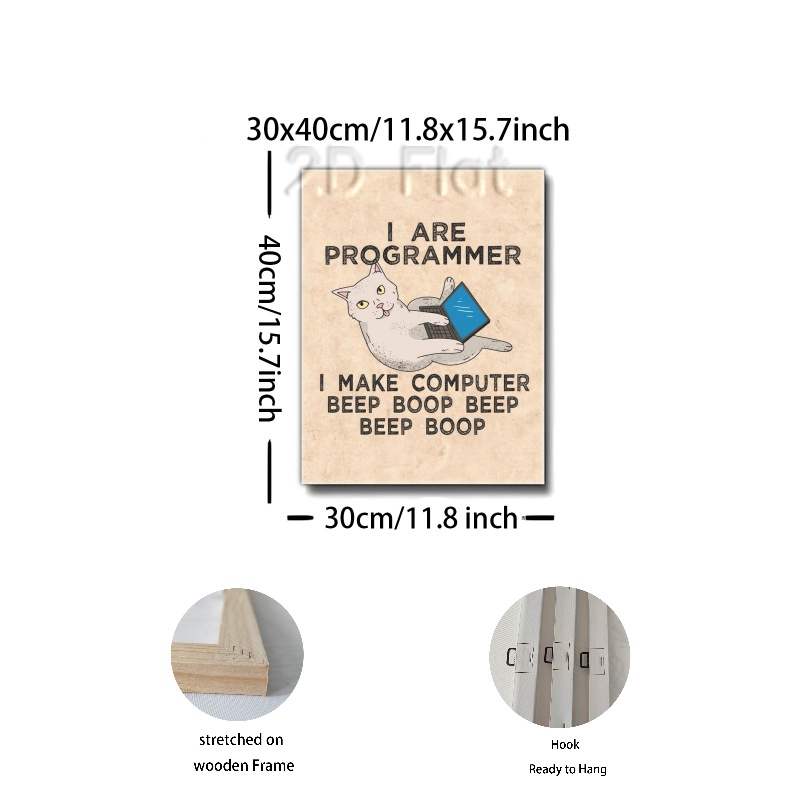 30x40cm/11.8x15.7inch
2D Flat
40cm/15.7inch
I ARE
PROGRAMMER
I MAKE COMPUTER
BEEP BOOP BEEP
BEEP BOOP
30cm/11.8 inch
stretched on
wooden Frame
Hook
Ready to Hang